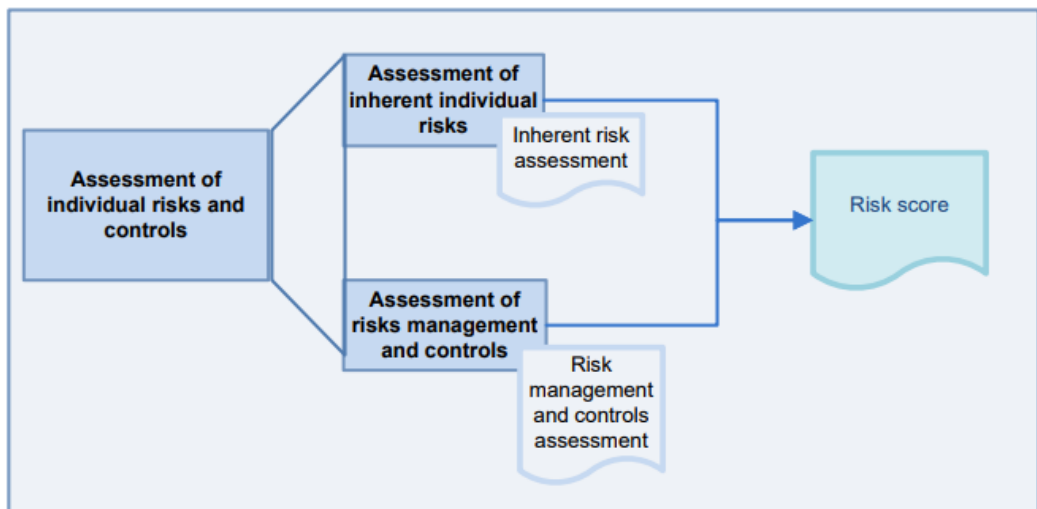 Assessment of
individual risks and
controls
Assessment of
inherent individual
risks
Inherent risk
assessment
Assessment of
risks management
and controls
Risk
management
and controls
assessment
Risk score